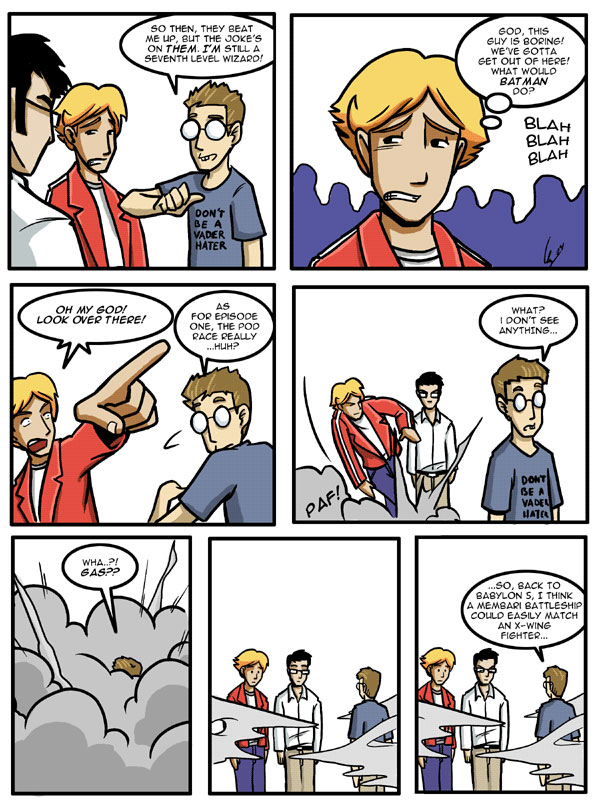 SO THEN, THEY BEAT
ME UP, BUT THE JOKE'S
ON THEM. I'M STILL A
SEVENTH LEVEL WIZARD!
DON'T
BE A
VADER
HATER
GOD, THIS
GUY IS BORING!
WE'VE GOTTA
GET OUT OF HERE!
WHAT WOULD
BATMAN
DO?
BLAH
BLAH
BLAH
OH MY GOD!
LOOK OVER THERE!
AS
FOR EPISODE
ONE, THE POD
RACE REALLY
...HUH?
WHAT?
I DON'T SEE
ANYTHING...
PAF!
DON'T
BE A
VADER
HATER
WHA..?!
GAS??
...SO, BACK TO
BABYLON 5, I THINK
A MEMBARI BATTLESHIP
COULD EASILY MATCH
AN X-WING
FIGHTER...